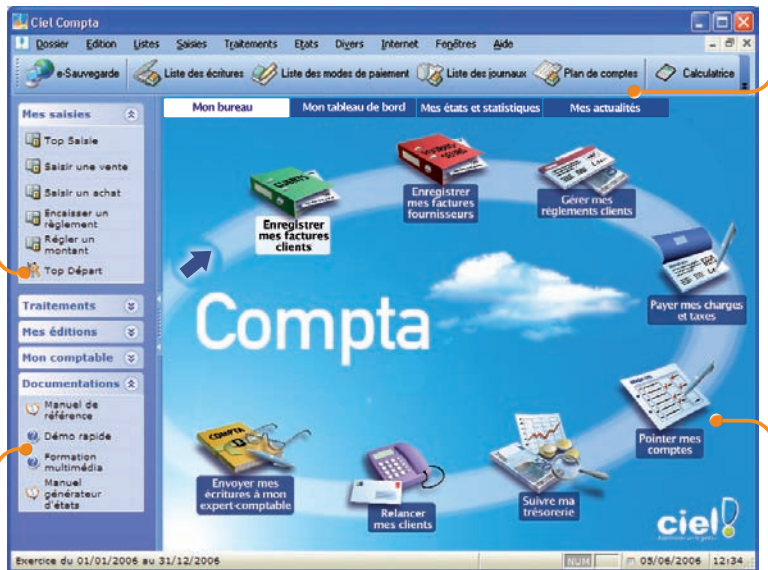 Ciel Compta
Dossier Edition Listes Saisies Traitements Etats Divers Internet Fenêtres Aide
e-Sauvegarde Liste des écritures Liste des modes de paiement Liste des journaux Plan de comptes Calculatrice
Mes saisies
Top Saisie
Saisir une vente
Saisir un achat
Encaisser un
règlement
Régler un
montant
Top Départ
Traitements
Mes éditions
Mon comptable
Documentations
Manuel de
référence
Démo rapide
Formation
multimédia
Manuel
générateur
d'états
Mon bureau Mon tableau de bord Mes états et statistiques Mes actualités
CLIENTS
Enregistrer
mes factures
clients
Enregistrer
mes factures
fournisseurs
Gérer mes
règlements clients
Payer mes charges
et taxes
Compta
Pointer mes
comptes
Suivre ma
trésorerie
Relancer
mes clients
COMPTA
Envoyer mes
écritures à mon
expert-comptable
ciel!
Exercice du 01/01/2006 au 31/12/2006 NUM 05/06/2006 12:34